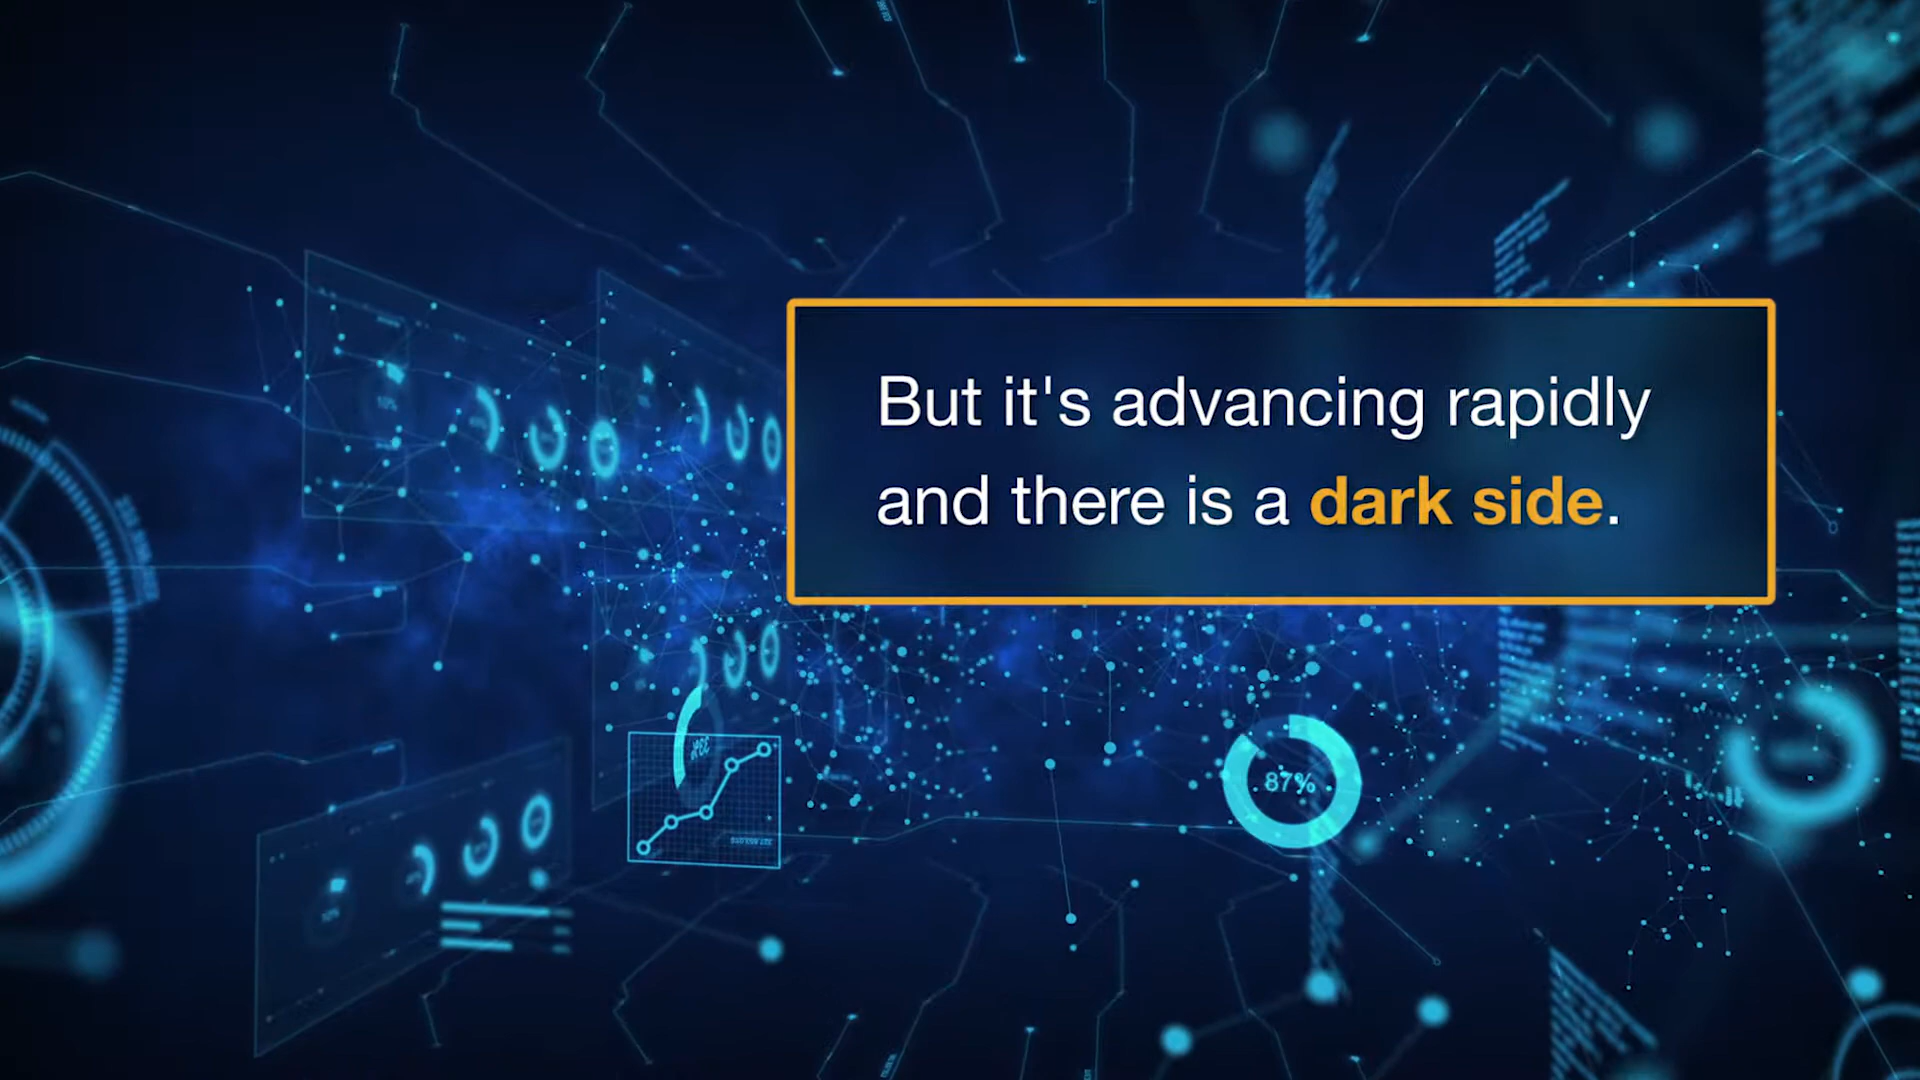 But it's advancing rapidly
and there is a dark side.
87%